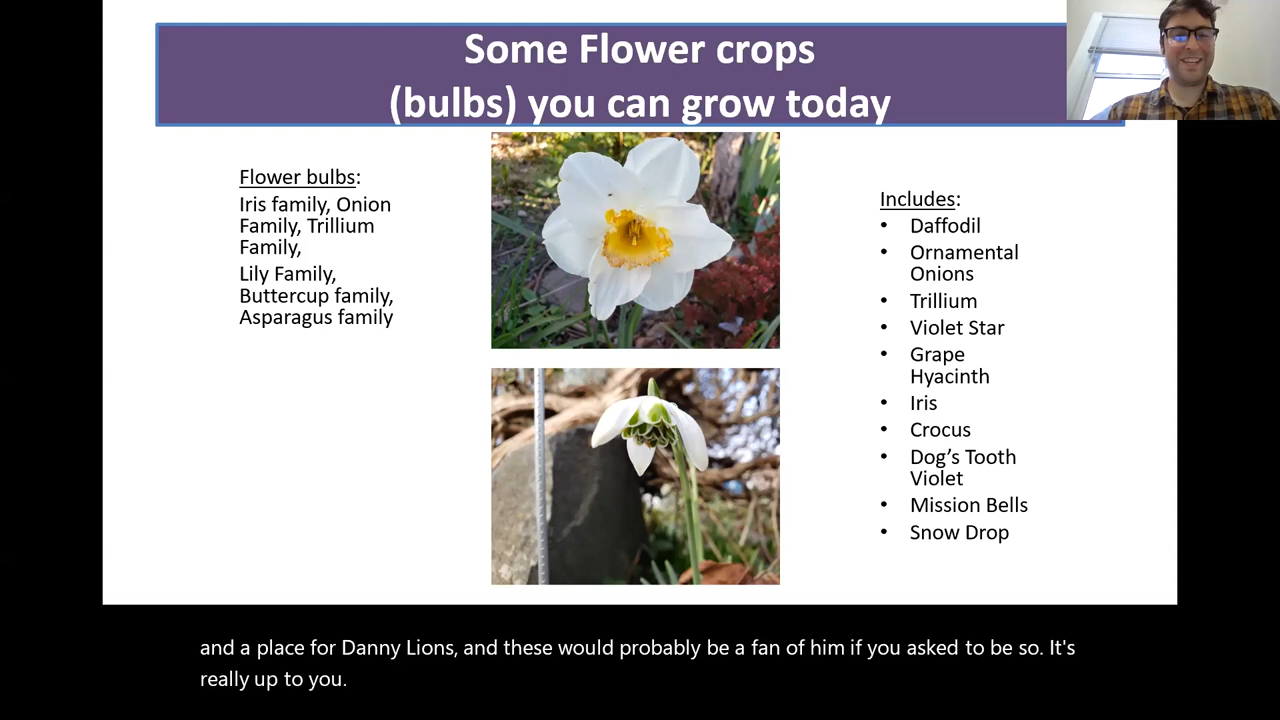 Some Flower crops
(bulbs) you can grow today
Flower bulbs:
Iris family, Onion
Family, Trillium
Family,
Lily Family,
Buttercup family,
Asparagus family
Includes:
• Daffodil
• Ornamental
Onions
• Trillium
• Violet Star
• Grape
Hyacinth
• Iris
• Crocus
• Dog’s Tooth
Violet
• Mission Bells
• Snow Drop
and a place for Danny Lions, and these would probably be a fan of him if you asked to be so. It's
really up to you.